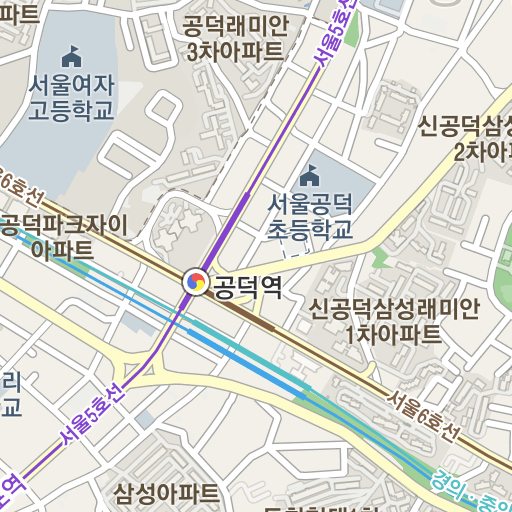 파트
공덕래미안
3차아파트
서울5호선
서울여자
고등학교
신공덕삼성
2차아파
울6호선
서울공덕
초등학교
공덕파크자이
아파트
공덕역
신공덕삼성래미안
1차아파트
리
교
서울5호선
서울6호선
역
삼성아파트
경의·중앙